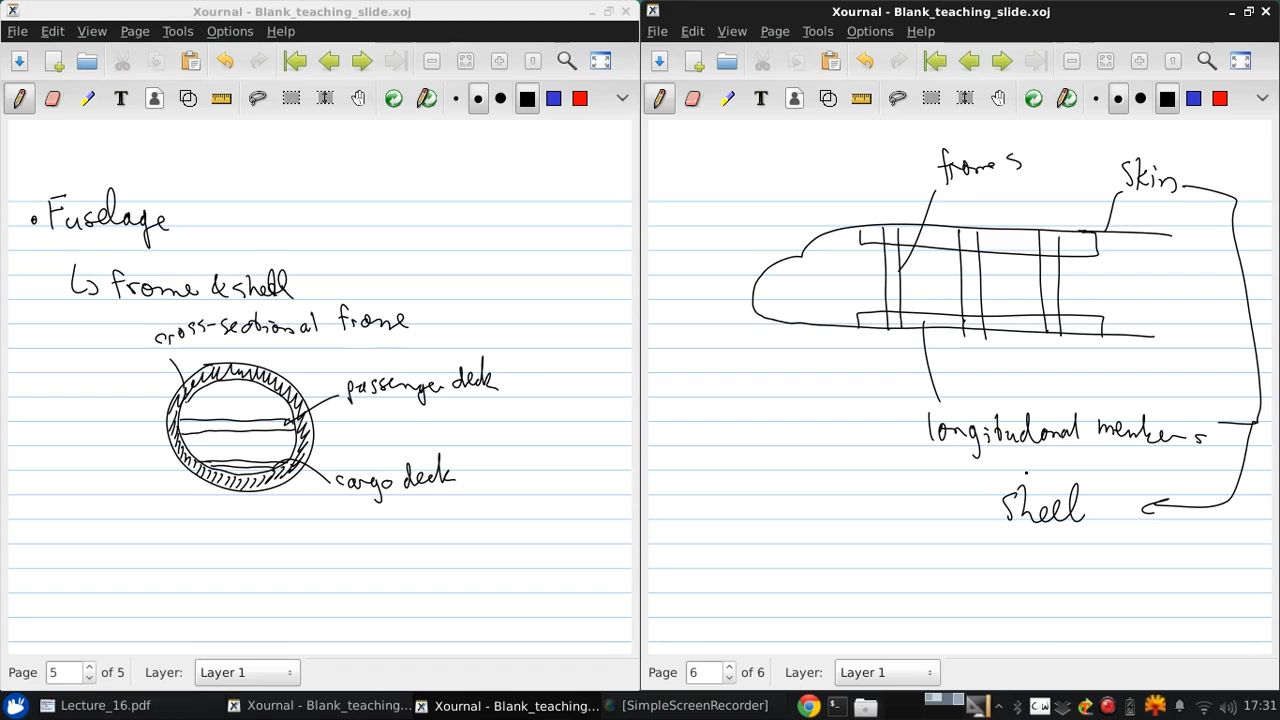 Xournal - Blank_teaching_slide.xoj
File Edit View Page Tools Options Help
• Fuselage
↳ frame & shell
cross-sectional frame
passenger deck
cargo deck
Page 5 of 5 Layer: Layer 1
Xournal - Blank_teaching_slide.xoj
File Edit View Page Tools Options Help
frames
Skin
longitudonal members
Shell
Page 6 of 6 Layer: Layer 1
Lecture_16.pdf
Xournal - Blank_teaching_...
Xournal - Blank_teaching_...
[SimpleScreenRecorder]
17:31